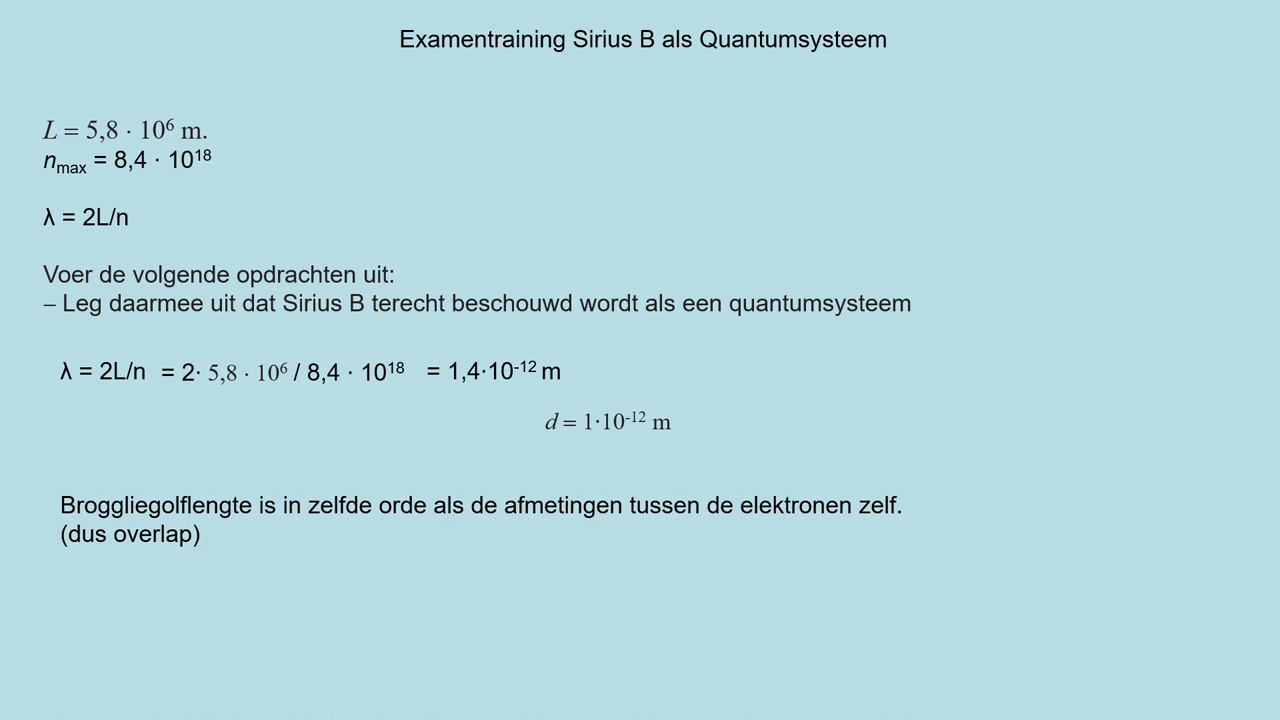 Examentraining Sirius B als Quantumsysteem
L = 5,8 · 10⁶ m.
nmax = 8,4 · 10¹⁸
λ = 2L/n
Voer de volgende opdrachten uit:
– Leg daarmee uit dat Sirius B terecht beschouwd wordt als een quantumsysteem
λ = 2L/n = 2· 5,8 · 10⁶ / 8,4 · 10¹⁸ = 1,4·10⁻¹² m
d = 1·10⁻¹² m
Broggliegolflengte is in zelfde orde als de afmetingen tussen de elektronen zelf.
(dus overlap)